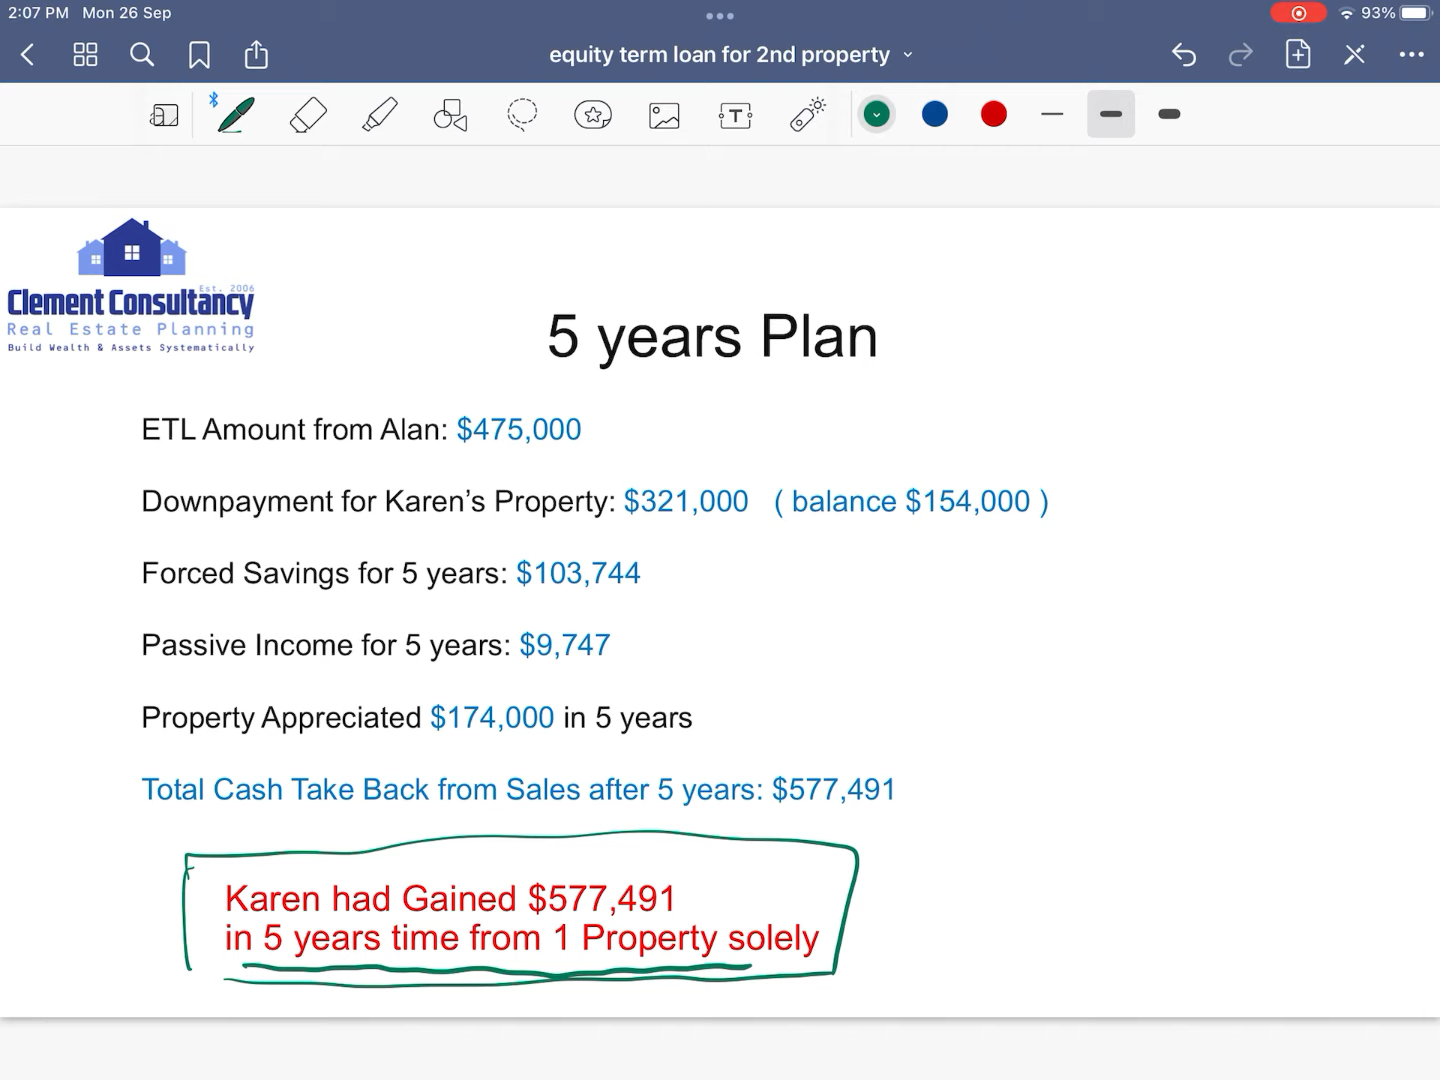 2:07 PM Mon 26 Sep
93%
equity term loan for 2nd property
T
Est. 2006
Clement Consultancy
Real Estate Planning
Build Wealth & Assets Systematically
5 years Plan
ETL Amount from Alan: $475,000
Downpayment for Karen’s Property: $321,000 ( balance $154,000 )
Forced Savings for 5 years: $103,744
Passive Income for 5 years: $9,747
Property Appreciated $174,000 in 5 years
Total Cash Take Back from Sales after 5 years: $577,491
Karen had Gained $577,491
in 5 years time from 1 Property solely